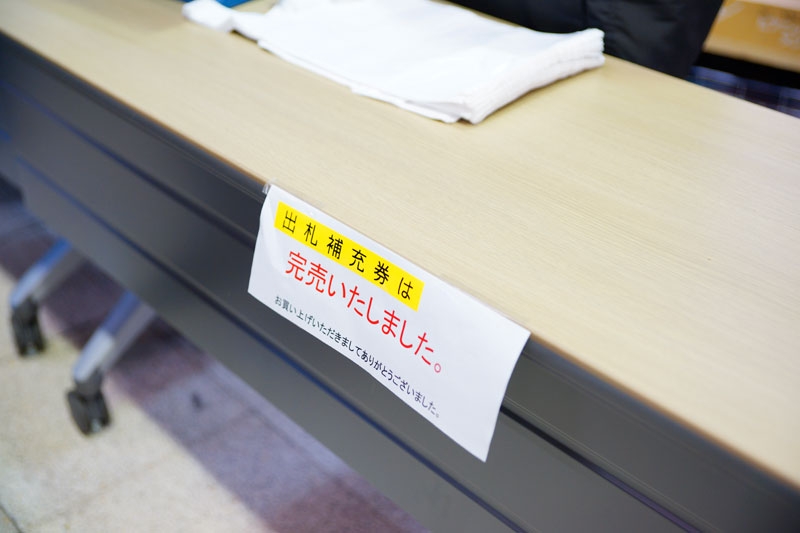 出札補充券は
完売いたしました。
お買い上げいただきましてありがとうございました。